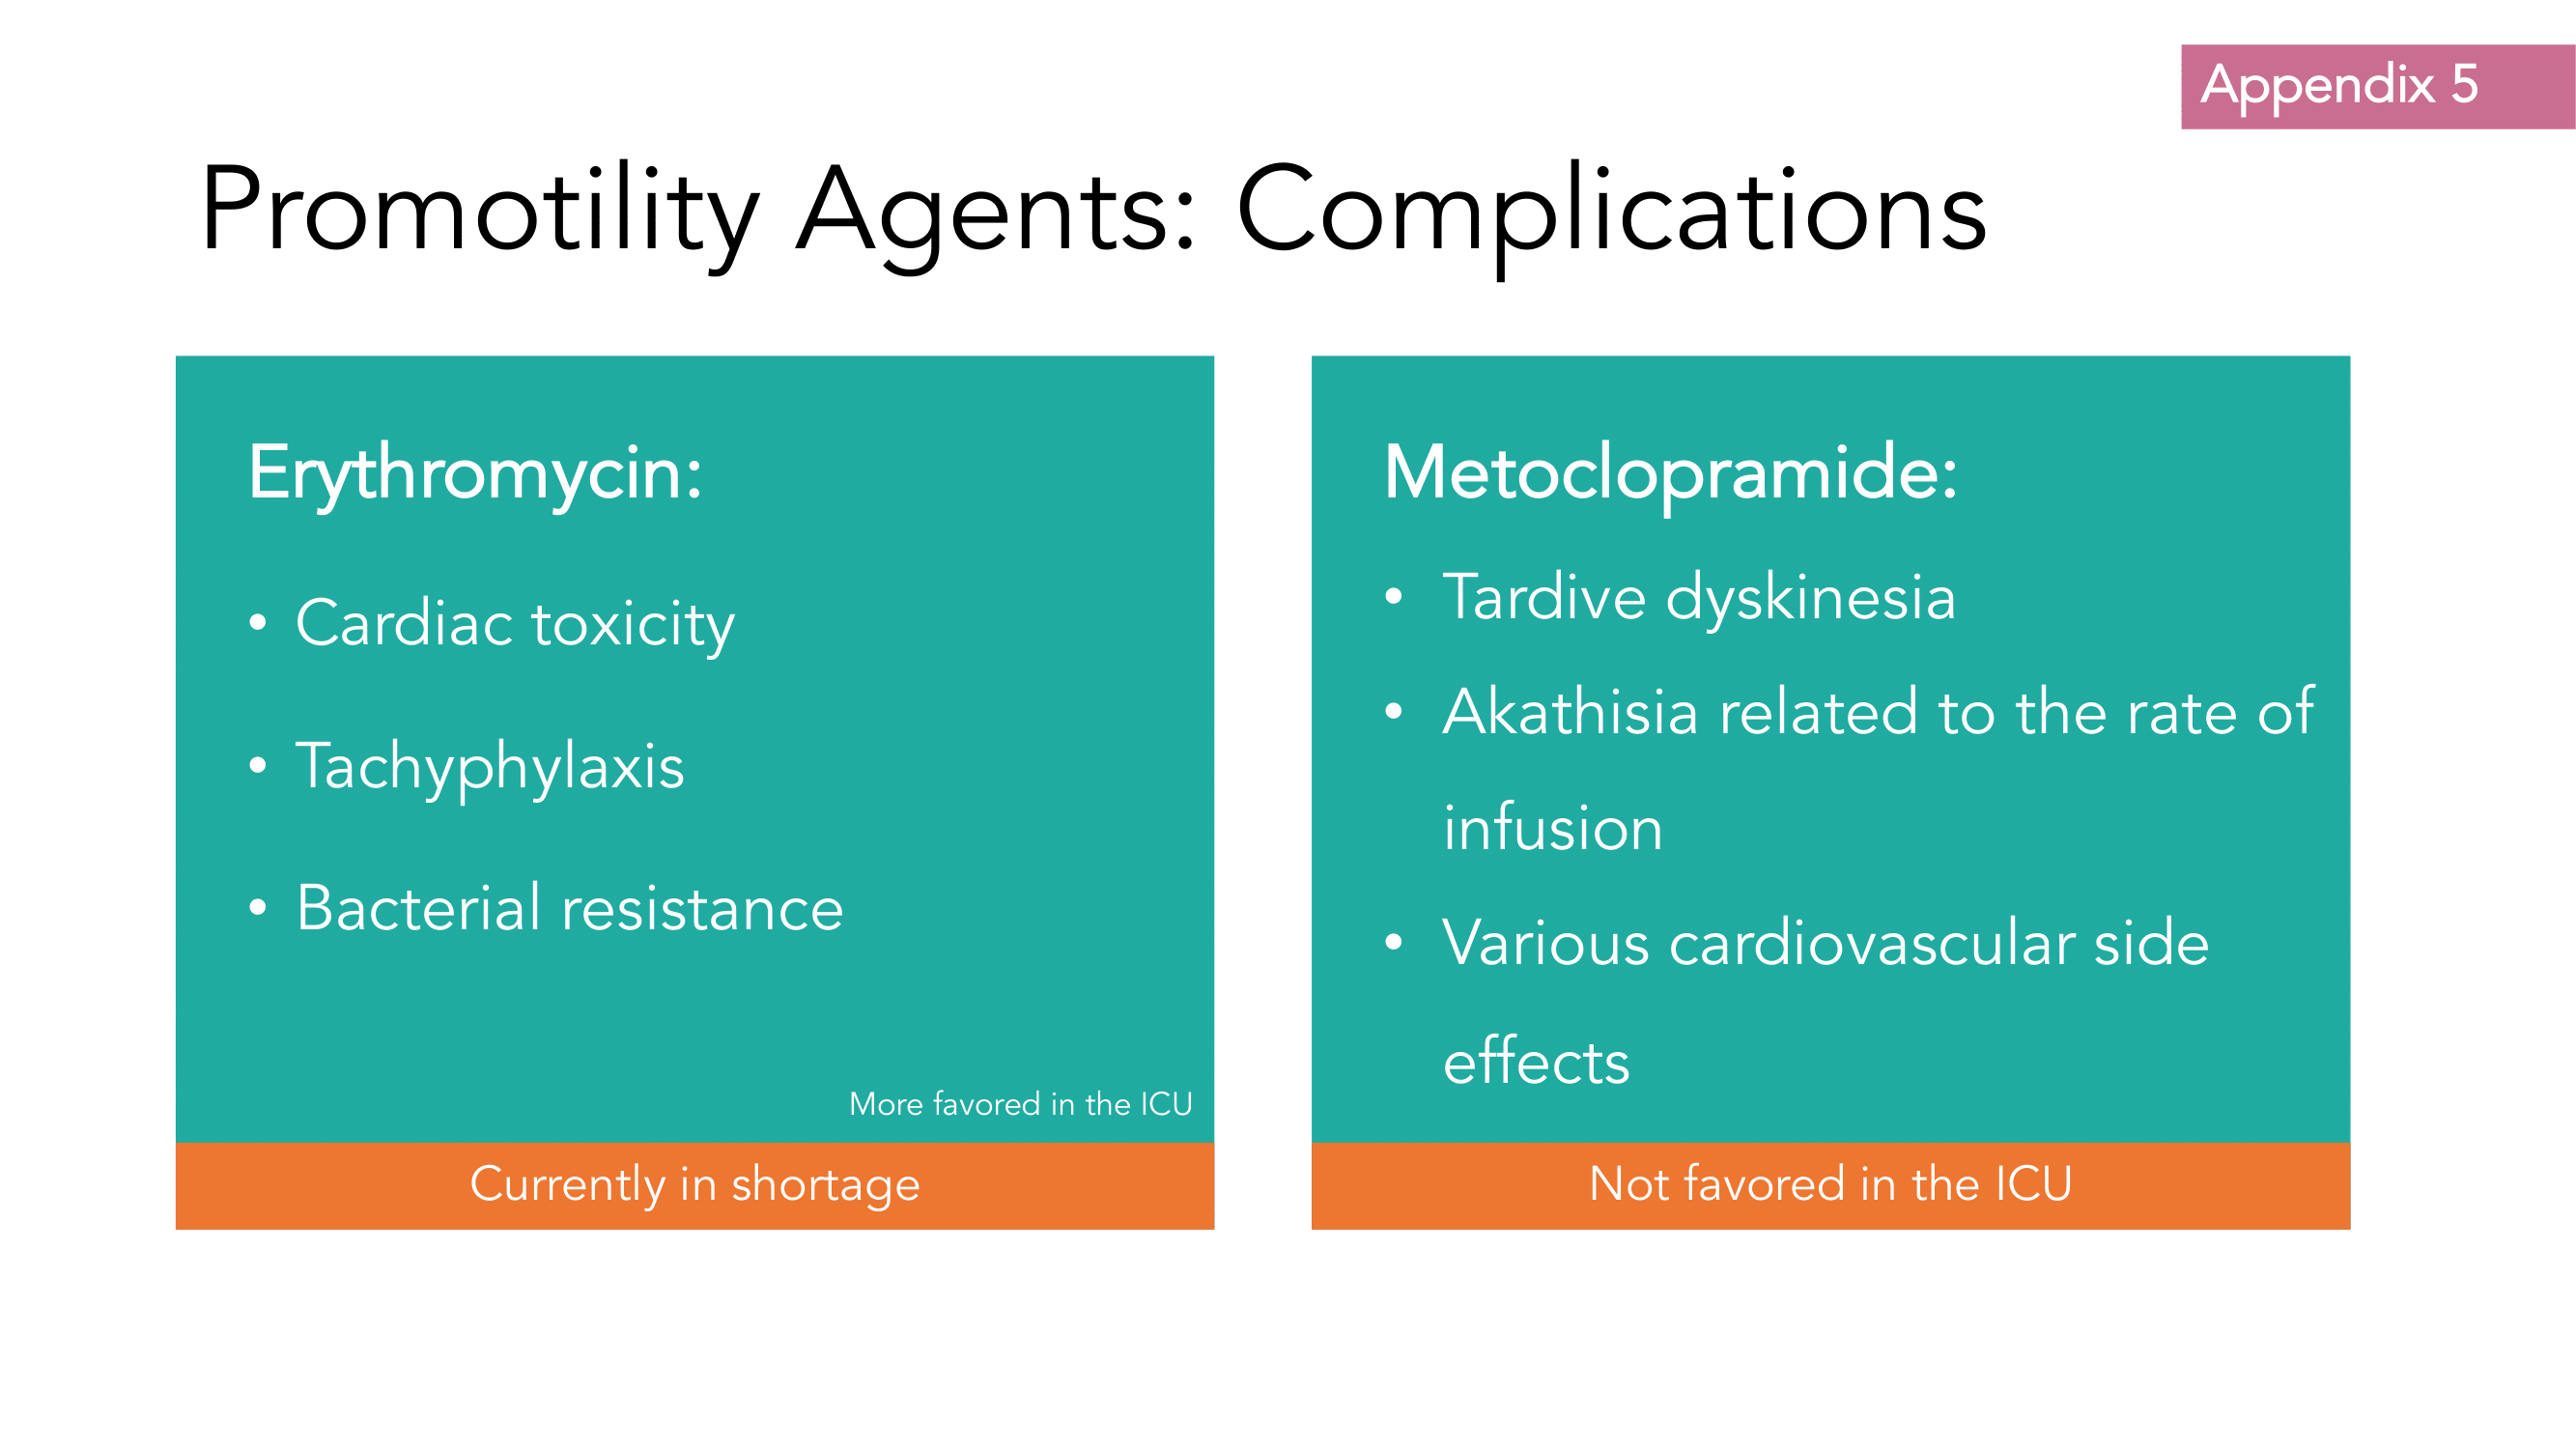 Appendix 5
Promotility Agents: Complications
Erythromycin:
• Cardiac toxicity
• Tachyphylaxis
• Bacterial resistance
More favored in the ICU
Currently in shortage
Metoclopramide:
• Tardive dyskinesia
• Akathisia related to the rate of
infusion
• Various cardiovascular side
effects
Not favored in the ICU